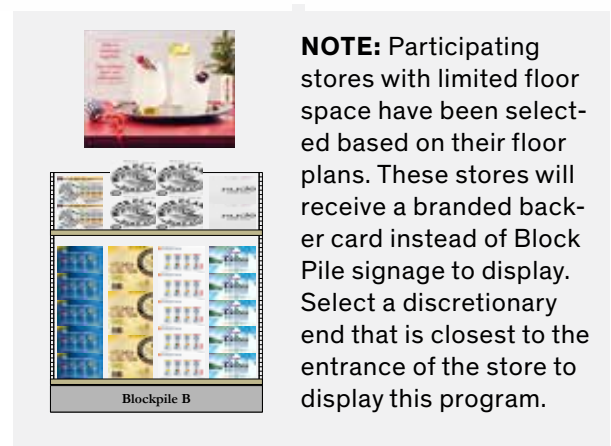 NOTE: Participating
stores with limited floor
space have been select-
ed based on their floor
plans. These stores will
receive a branded back-
er card instead of Block
Pile signage to display.
Select a discretionary
end that is closest to the
entrance of the store to
display this program.
Blockpile B